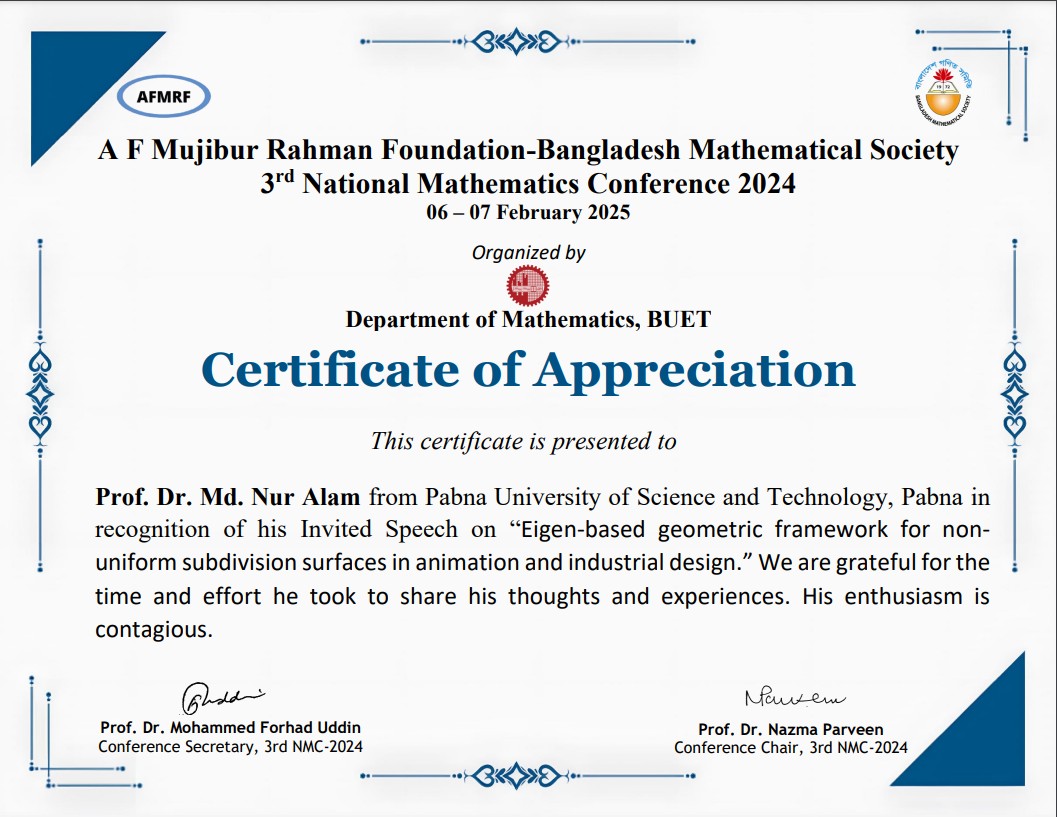 AFMRF
বাংলাদেশ গণিত সমিতি
19 72
BANGLADESH MATHEMATICAL SOCIETY
A F Mujibur Rahman Foundation-Bangladesh Mathematical Society
3rd National Mathematics Conference 2024
06 – 07 February 2025
Organized by
Department of Mathematics, BUET
Certificate of Appreciation
This certificate is presented to
Prof. Dr. Md. Nur Alam from Pabna University of Science and Technology, Pabna in
recognition of his Invited Speech on “Eigen-based geometric framework for non-
uniform subdivision surfaces in animation and industrial design.” We are grateful for the
time and effort he took to share his thoughts and experiences. His enthusiasm is
contagious.
Prof. Dr. Mohammed Forhad Uddin
Conference Secretary, 3rd NMC-2024
Prof. Dr. Nazma Parveen
Conference Chair, 3rd NMC-2024